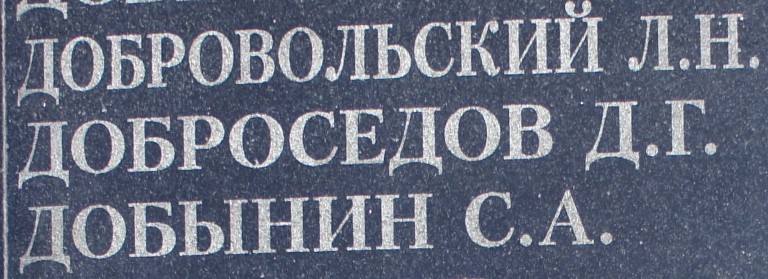 ДОБРОВОЛЬСКИЙ Л.Н.
ДОБРОСЕДОВ Д.Г.
ДОБЫНИН С.А.